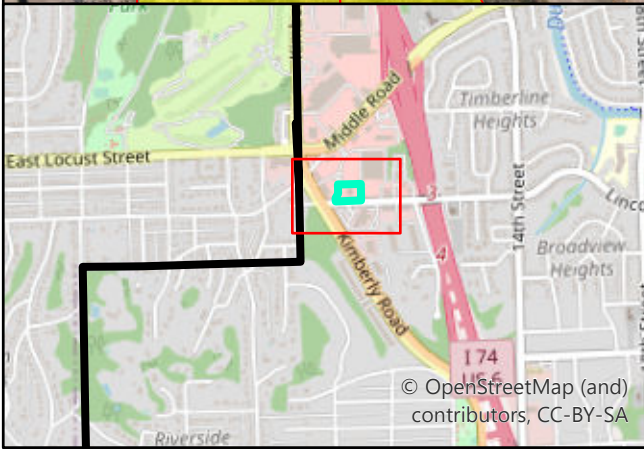 Park
Middle Road
Timberline
Heights
East Locust Street
3
14th Street
Linco
Kimberly Road
4
Broadview
Heights
I 74
US 6
© OpenStreetMap (and)
contributors, CC-BY-SA
Riverside